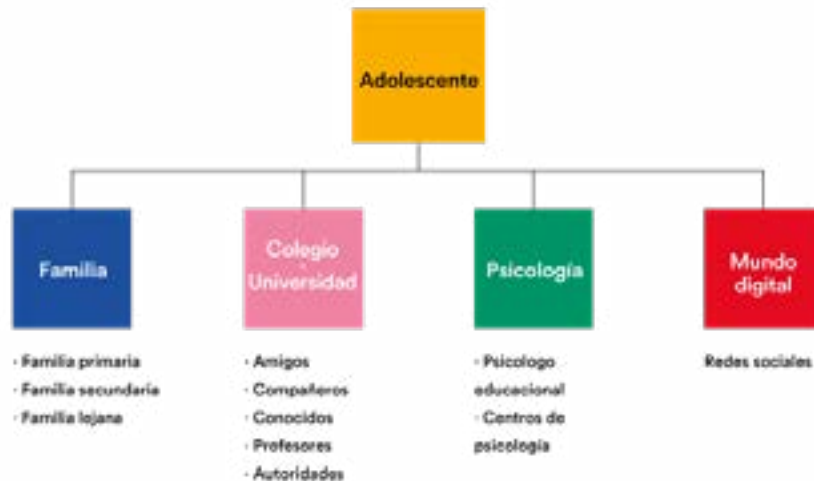 Adolescente
Familia
Colegio
-
Universidad
Psicología
Mundo
digital
· Familia primaria
· Familia secundaria
· Familia lejana
· Amigos
· Compañeros
· Conocidos
· Profesores
· Autoridades
· Psicologo
educacional
· Centros de
psicología
Redes sociales